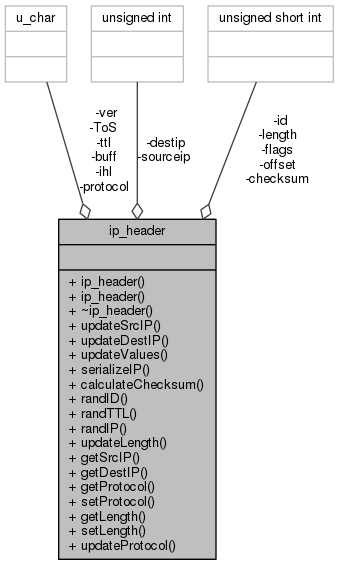 u_char
unsigned int
unsigned short int
-ver
-ToS
-ttl
-buff
-ihl
-protocol
-destip
-sourceip
-id
-length
-flags
-offset
-checksum
ip_header
+ ip_header()
+ ip_header()
+ ~ip_header()
+ updateSrcIP()
+ updateDestIP()
+ updateValues()
+ serializeIP()
+ calculateChecksum()
+ randID()
+ randTTL()
+ randIP()
+ updateLength()
+ getSrcIP()
+ getDestIP()
+ getProtocol()
+ setProtocol()
+ getLength()
+ setLength()
+ updateProtocol()